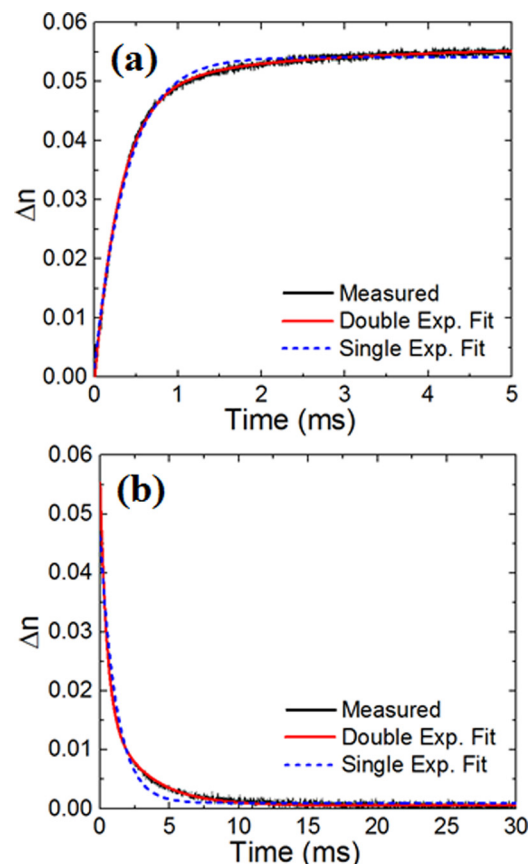 0.06
(a)
0.05
0.04
Δn
0.03
0.02
Measured
Double Exp. Fit
0.01
Single Exp. Fit
0.00
0 1 2 3 4 5
Time (ms)
0.06
(b)
0.05
0.04
Δn
0.03
0.02
Measured
0.01
Double Exp. Fit
Single Exp. Fit
0.00
0 5 10 15 20 25 30
Time (ms)